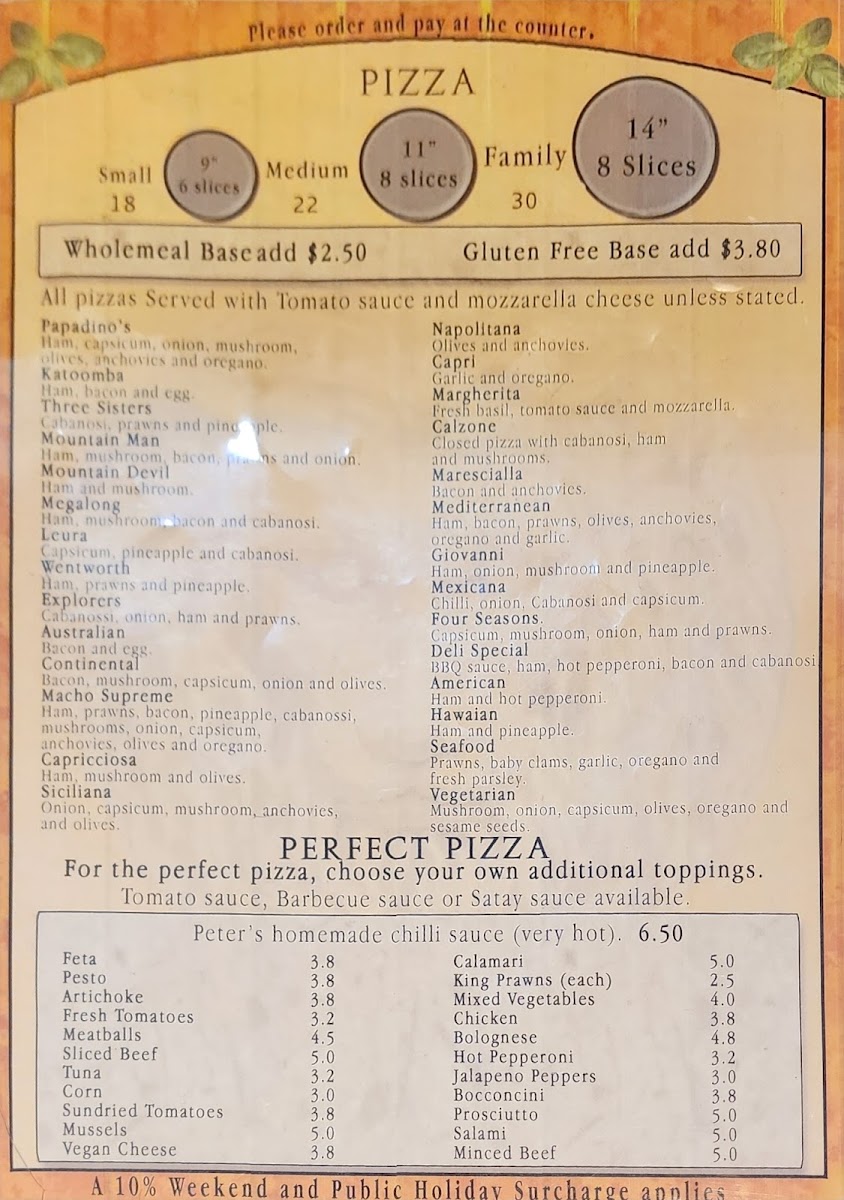 Please order and pay at the counter.
PIZZA
Small
18
9"
6 slices
Medium
22
11"
8 slices
Family
30
14"
8 Slices
Wholemeal Base add $2.50
Gluten Free Base add $3.80
All pizzas Served with Tomato sauce and mozzarella cheese unless stated.
Papadino's
Ham, capsicum, onion, mushroom,
olives, anchovies and oregano.
Katoomba
Ham, bacon and egg.
Three Sisters
Cabanosi, prawns and pineapple.
Mountain Man
Ham, mushroom, bacon, prawns and onion.
Mountain Devil
Ham and mushroom.
Megalong
Ham, mushroom, bacon and cabanosi.
Leura
Capsicum, pineapple and cabanosi.
Wentworth
Ham, prawns and pineapple.
Explorers
Cabanossi, onion, ham and prawns.
Australian
Bacon and egg.
Continental
Bacon, mushroom, capsicum, onion and olives.
Macho Supreme
Ham, prawns, bacon, pineapple, cabanossi,
mushrooms, onion, capsicum,
anchovies, olives and oregano.
Capricciosa
Ham, mushroom and olives.
Siciliana
Onion, capsicum, mushroom, anchovies,
and olives.
Napolitana
Olives and anchovies.
Capri
Garlic and oregano.
Margherita
Fresh basil, tomato sauce and mozzarella.
Calzone
Closed pizza with cabanosi, ham
and mushrooms.
Marescialla
Bacon and anchovies.
Mediterranean
Ham, bacon, prawns, olives, anchovies,
oregano and garlic.
Giovanni
Ham, onion, mushroom and pineapple.
Mexicana
Chilli, onion, Cabanosi and capsicum.
Four Seasons.
Capsicum, mushroom, onion, ham and prawns.
Deli Special
BBQ sauce, ham, hot pepperoni, bacon and cabanosi
American
Ham and hot pepperoni.
Hawaian
Ham and pineapple.
Seafood
Prawns, baby clams, garlic, oregano and
fresh parsley.
Vegetarian
Mushroom, onion, capsicum, olives, oregano and
sesame seeds.
PERFECT PIZZA
For the perfect pizza, choose your own additional toppings.
Tomato sauce, Barbecue sauce or Satay sauce available.
Peter's homemade chilli sauce (very hot). 6.50
Feta 3.8
Pesto 3.8
Artichoke 3.8
Fresh Tomatoes 3.2
Meatballs 4.5
Sliced Beef 5.0
Tuna 3.2
Corn 3.0
Sundried Tomatoes 3.8
Mussels 5.0
Vegan Cheese 3.8
Calamari 5.0
King Prawns (each) 2.5
Mixed Vegetables 4.0
Chicken 3.8
Bolognese 4.8
Hot Pepperoni 3.2
Jalapeno Peppers 3.0
Bocconcini 3.8
Prosciutto 5.0
Salami 5.0
Minced Beef 5.0
A 10% Weekend and Public Holiday Surcharge applies